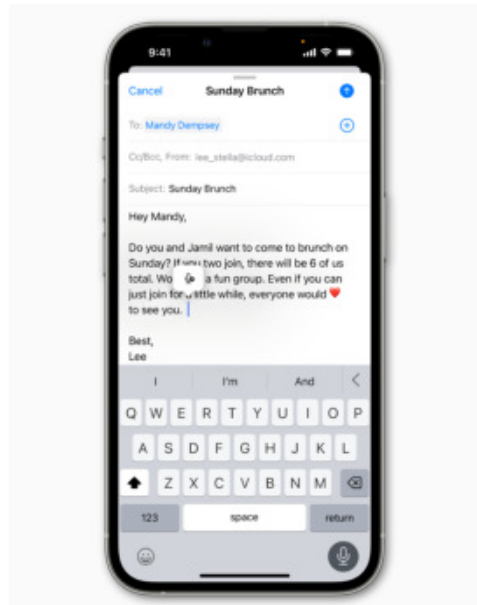 9:41
Cancel Sunday Brunch
To: Mandy Dempsey
Cc/Bcc, From: lee_stella@icloud.com
Subject: Sunday Brunch
Hey Mandy,
Do you and Jamil want to come to brunch on
Sunday? If you two join, there will be 6 of us
total. Wo a fun group. Even if you can
just join for a little while, everyone would ❤️
to see you.
Best,
Lee
I I'm And
Q W E R T Y U I O P
A S D F G H J K L
Z X C V B N M
123 space return